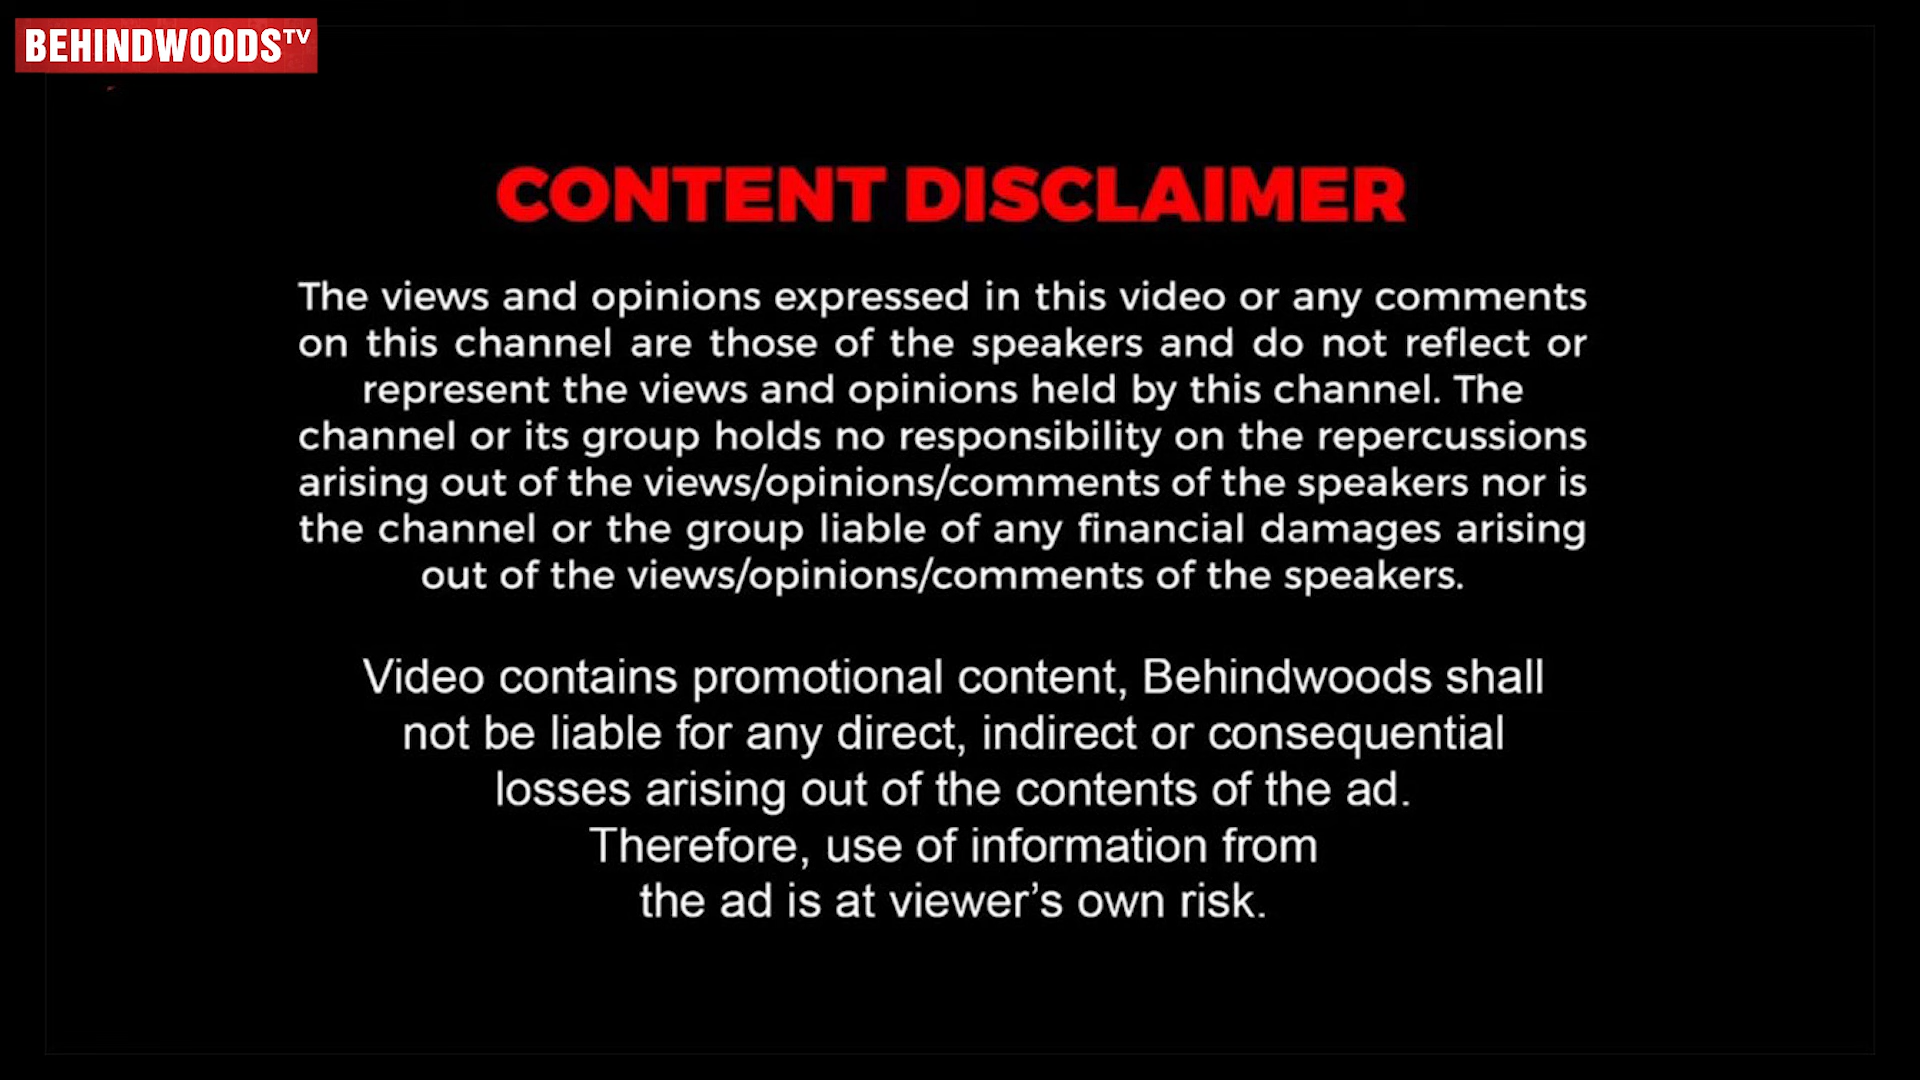 BEHINDWOODS TV
CONTENT DISCLAIMER
The views and opinions expressed in this video or any comments
on this channel are those of the speakers and do not reflect or
represent the views and opinions held by this channel. The
channel or its group holds no responsibility on the repercussions
arising out of the views/opinions/comments of the speakers nor is
the channel or the group liable of any financial damages arising
out of the views/opinions/comments of the speakers.
Video contains promotional content, Behindwoods shall
not be liable for any direct, indirect or consequential
losses arising out of the contents of the ad.
Therefore, use of information from
the ad is at viewer’s own risk.